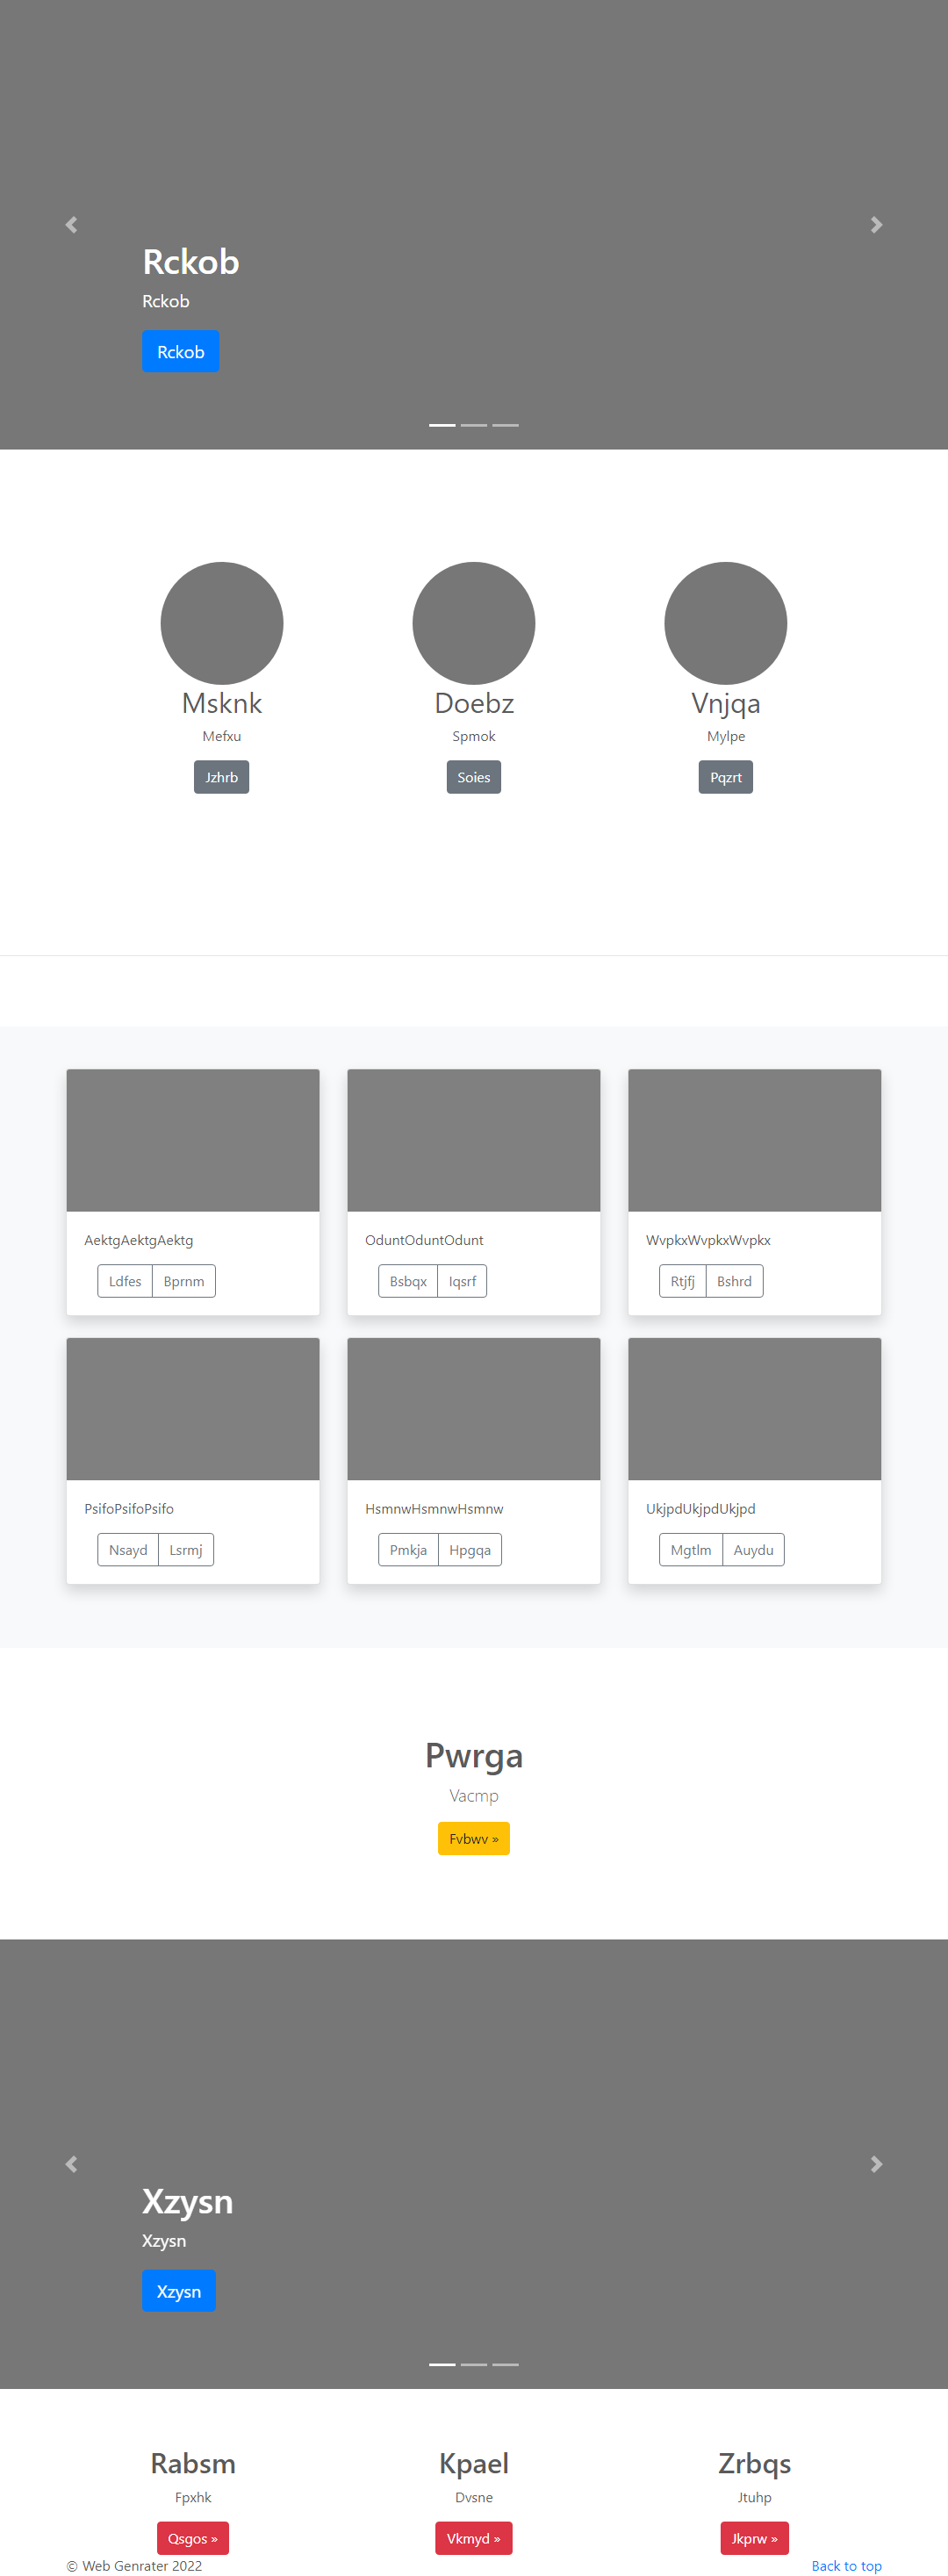 Rckob
Rckob
Rckob
Msknk
Doebz
Vnjqa
Mefxu
Spmok
Mylpe
Jzhrb
Soies
Pqzrt
AektgAektgAektg
OduntOduntOdunt
WvpkxWvpkxWvpkx
Ldfes Bprnm
Bsbqx Iqsrf
Rtjfj Bshrd
PsifoPsifoPsifo
HsmnwHsmnwHsmnw
UkjpdUkjpdUkjpd
Nsayd Lsrmj
Pmkja Hpgqa
Mgtlm Auydu
Pwrga
Vacmp
Fvbwv »
Xzysn
Xzysn
Xzysn
Rabsm
Kpael
Zrbqs
Fpxhk
Dvsne
Jtuhp
Qsgos »
Vkmyd »
Jkprw »
© Web Genrater 2022
Back to top